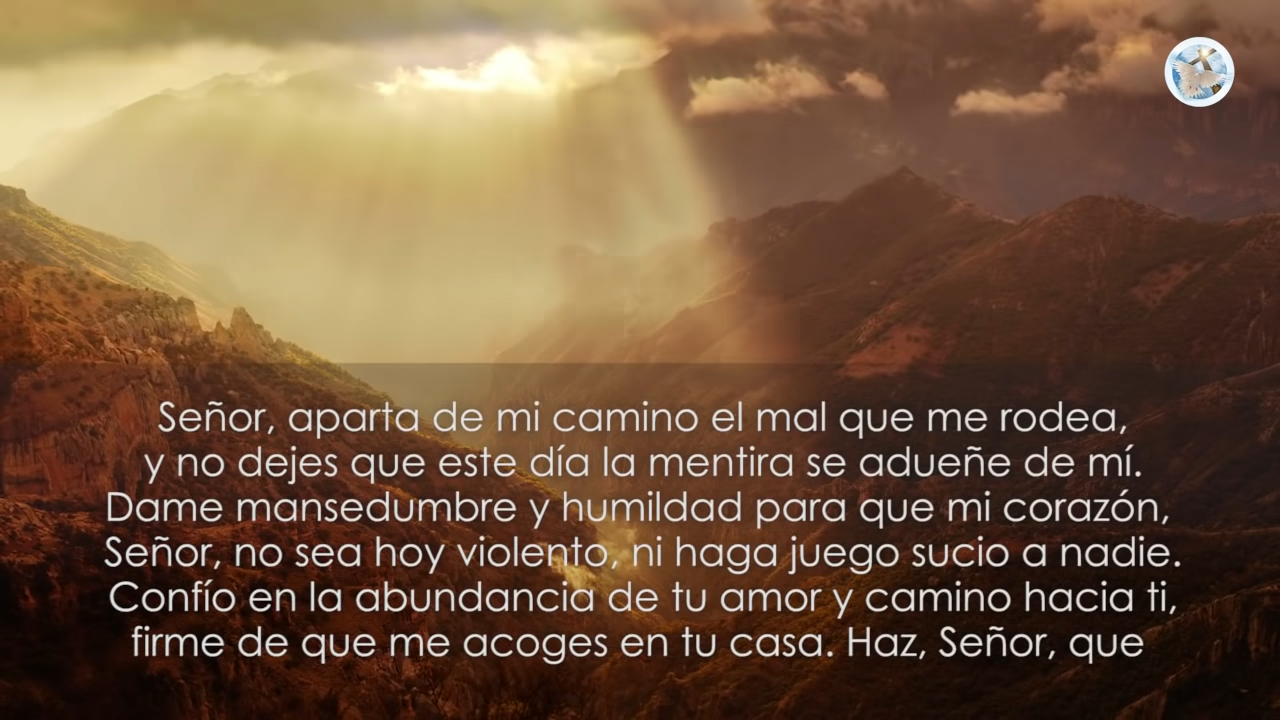 Señor, aparta de mi camino el mal que me rodea,
y no dejes que este día la mentira se adueñe de mí.
Dame mansedumbre y humildad para que mi corazón,
Señor, no sea hoy violento, ni haga juego sucio a nadie.
Confío en la abundancia de tu amor y camino hacia ti,
firme de que me acoges en tu casa. Haz, Señor, que